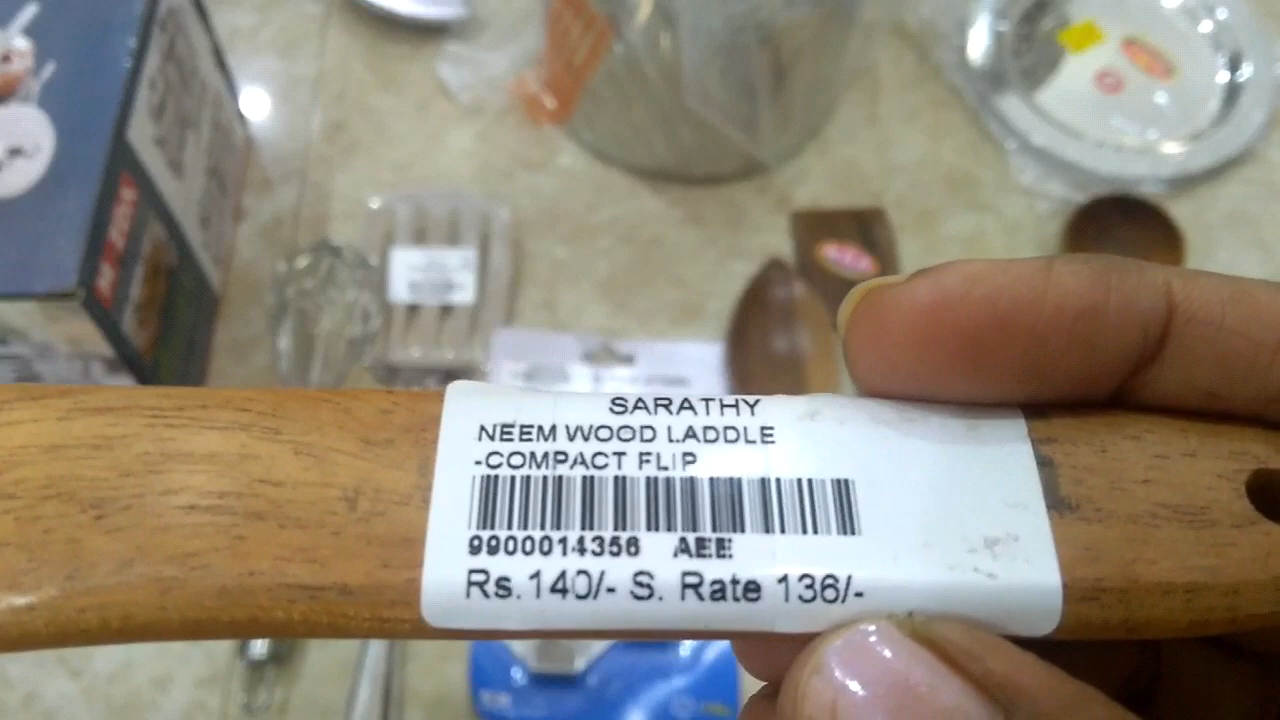 SARATHY
NEEM WOOD LADDLE
-COMPACT FLIP
9900014356 AEE
Rs.140/- S. Rate 136/-